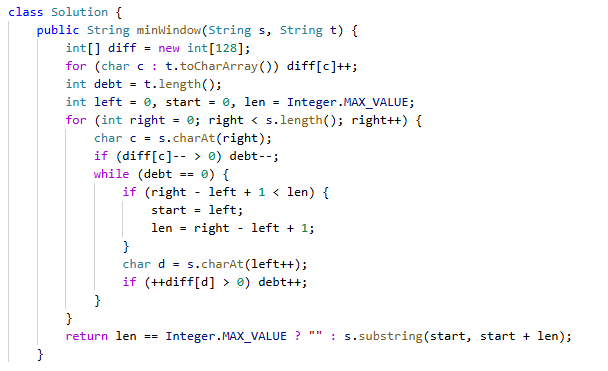 class Solution {
    public String minWindow(String s, String t) {
        int[] diff = new int[128];
        for (char c : t.toCharArray()) diff[c]++;
        int debt = t.length();
        int left = 0, start = 0, len = Integer.MAX_VALUE;
        for (int right = 0; right < s.length(); right++) {
            char c = s.charAt(right);
            if (diff[c]-- > 0) debt--;
            while (debt == 0) {
                if (right - left + 1 < len) {
                    start = left;
                    len = right - left + 1;
                }
                char d = s.charAt(left++);
                if (++diff[d] > 0) debt++;
            }
        }
        return len == Integer.MAX_VALUE ? "" : s.substring(start, start + len);
    }